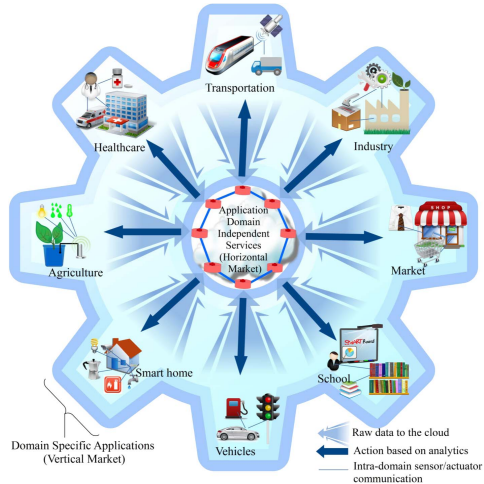 Transportation
Healthcare
Industry
Application
Domain
Independent
Services
(Horizontal
Market)
SHOP
Agriculture
Market
Smart home
School
Vehicles
Domain Specific Applications
(Vertical Market)
Raw data to the cloud
Action based on analytics
Intra-domain sensor/actuator
communication